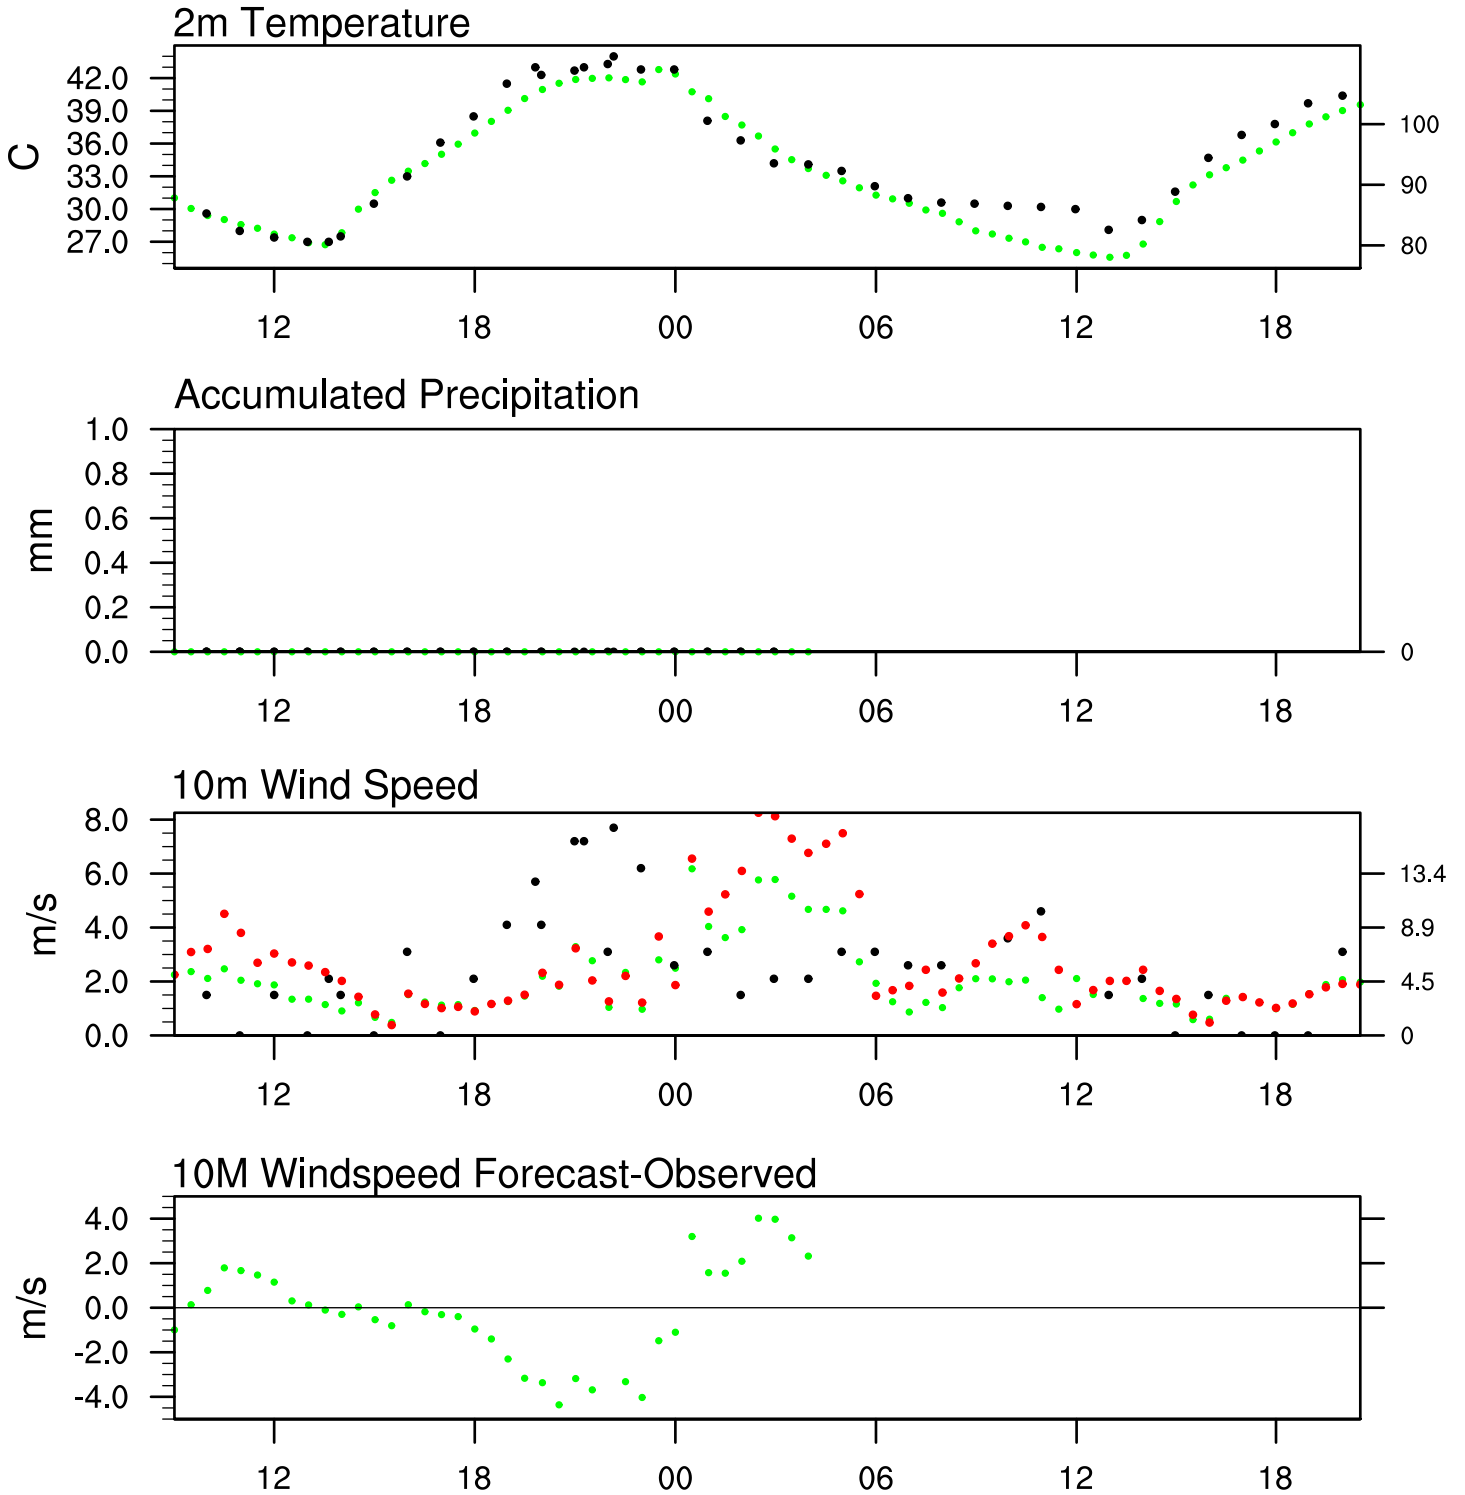 2m Temperature
C
42.0
39.0
36.0
33.0
30.0
27.0
100
90
80
12 18 00 06 12 18
Accumulated Precipitation
mm
1.0
0.8
0.6
0.4
0.2
0.0
0
12 18 00 06 12 18
10m Wind Speed
m/s
8.0
6.0
4.0
2.0
0.0
13.4
8.9
4.5
0
12 18 00 06 12 18
10M Windspeed Forecast-Observed
m/s
4.0
2.0
0.0
-2.0
-4.0
12 18 00 06 12 18